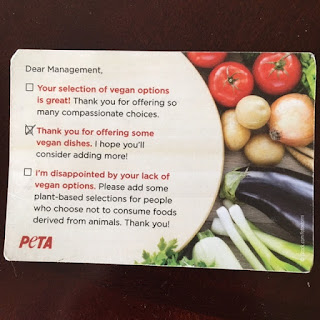 Dear Management,
Your selection of vegan options
is great! Thank you for offering so
many compassionate choices.
Thank you for offering some
vegan dishes. I hope you'll
consider adding more!
I'm disappointed by your lack of
vegan options. Please add some
plant-based selections for people
who choose not to consume foods
derived from animals. Thank you!
PETA